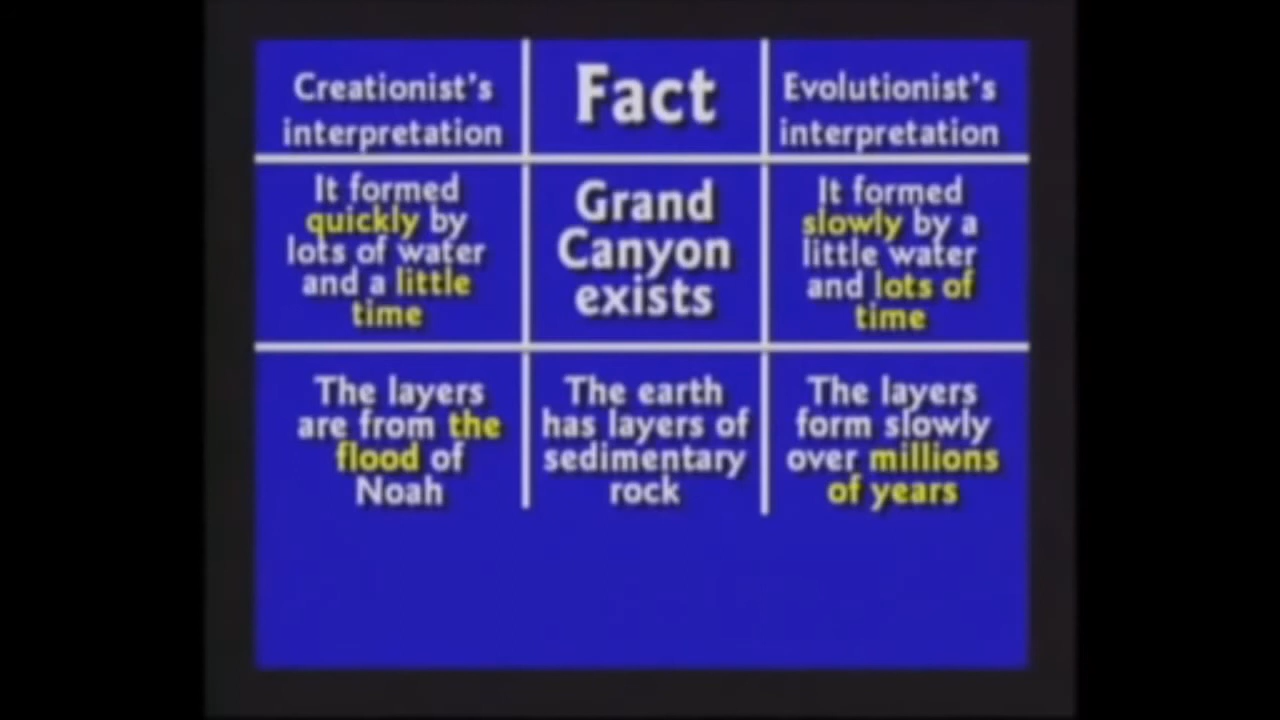 Creationist's
interpretation
Fact
Evolutionist's
interpretation
It formed
quickly by
lots of water
and a little
time
Grand
Canyon
exists
It formed
slowly by a
little water
and lots of
time
The layers
are from the
flood of
Noah
The earth
has layers of
sedimentary
rock
The layers
form slowly
over millions
of years